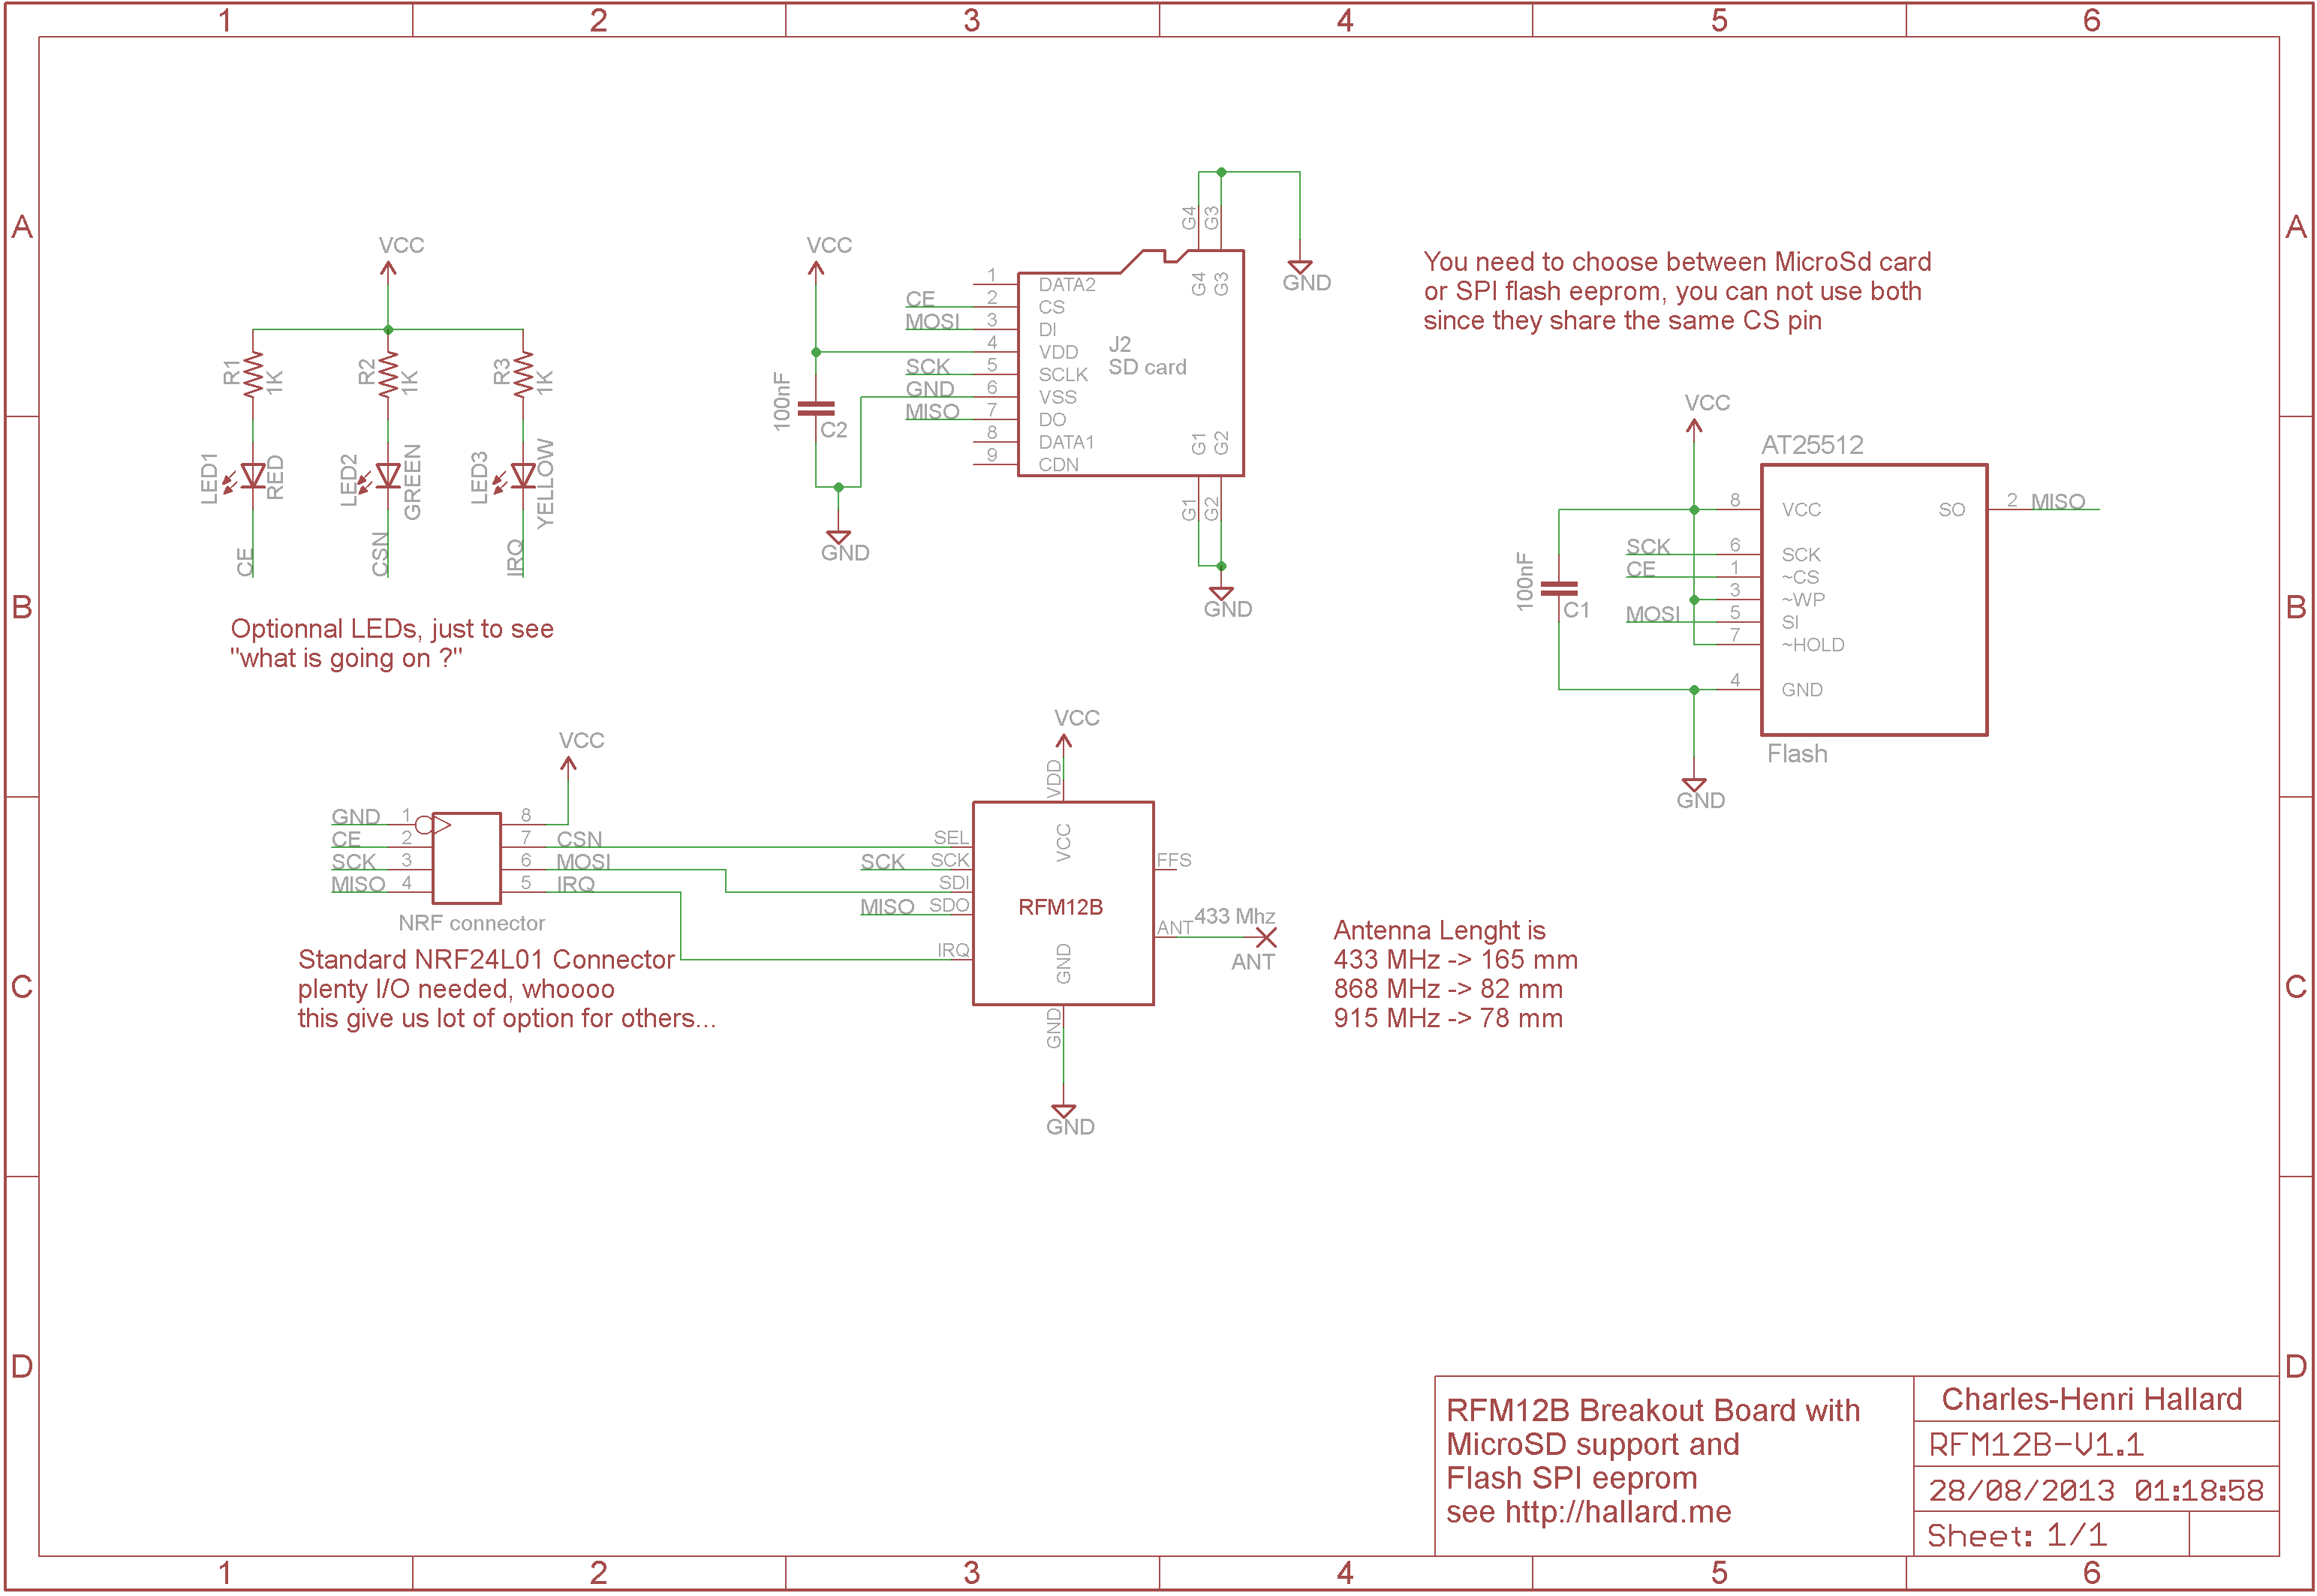 1 2 3 4 5 6
A A
B B
C C
D D
1 2 3 4 5 6
VCC
R1 1K
R2 1K
R3 1K
LED1 RED
LED2 GREEN
LED3 YELLOW
CE
CSN
IRQ
Optionnal LEDs, just to see
"what is going on ?"
VCC
100nF
C2
GND
CE 2 CS
MOSI 3 DI
1 DATA2
4 VDD
SCK 5 SCLK
GND 6 VSS
MISO 7 DO
8 DATA1
9 CDN
J2
SD card
G4 G3
G4 G3
G1 G2
G1 G2
GND
GND
You need to choose between MicroSd card
or SPI flash eeprom, you can not use both
since they share the same CS pin
VCC
AT25512
100nF
C1
8 VCC
SCK 6 SCK
CE 1 ~CS
3 ~WP
MOSI 5 SI
7 ~HOLD
4 GND
SO 2 MISO
Flash
GND
VCC
GND 1
CE 2
SCK 3
MISO 4
8
7 CSN
6 MOSI
5 IRQ
NRF connector
Standard NRF24L01 Connector
plenty I/O needed, whoooo
this give us lot of option for others...
VCC
VDD
VCC
SEL
SCK SCK
SDI
MISO SDO
IRQ
RFM12B
FFS
ANT 433 Mhz
ANT
GND
GND
GND
Antenna Lenght is
433 MHz -> 165 mm
868 MHz -> 82 mm
915 MHz -> 78 mm
RFM12B Breakout Board with
MicroSD support and
Flash SPI eeprom
see http://hallard.me
Charles-Henri Hallard
RFM12B-V1.1
28/08/2013 01:18:58
Sheet: 1/1